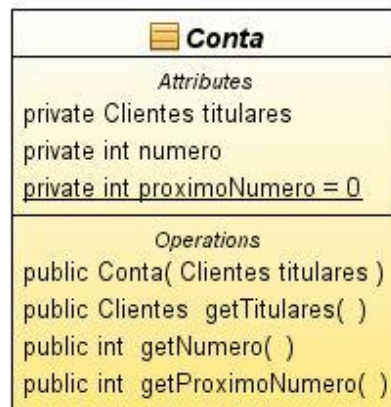 Conta
Attributes
private Clientes titulares
private int numero
private int proximoNumero = 0
Operations
public Conta( Clientes titulares )
public Clientes getTitulares( )
public int getNumero( )
public int getProximoNumero( )